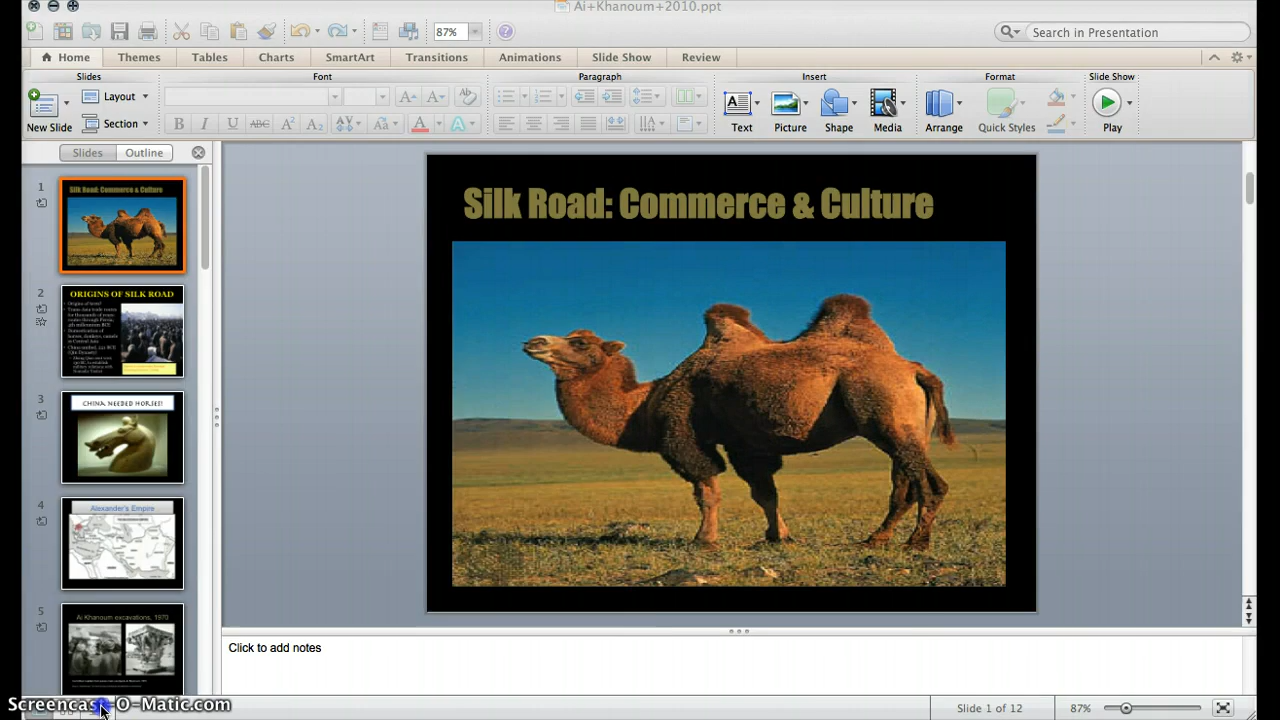 Ai+Khanoum+2010.ppt
87%
Search in Presentation
Home Themes Tables Charts SmartArt Transitions Animations Slide Show Review
Slides Font Paragraph Insert Format Slide Show
New Slide Layout Section
Text Picture Shape Media Arrange Quick Styles Play
Slides Outline
1
Silk Road: Commerce & Culture
2
ORIGINS OF SILK ROAD
3
CHINA NEEDED HORSES!
4
Alexander's Empire
5
Ai Khanoum excavations, 1970
Silk Road: Commerce & Culture
Click to add notes
Screencast-O-Matic.com
Slide 1 of 12
87%